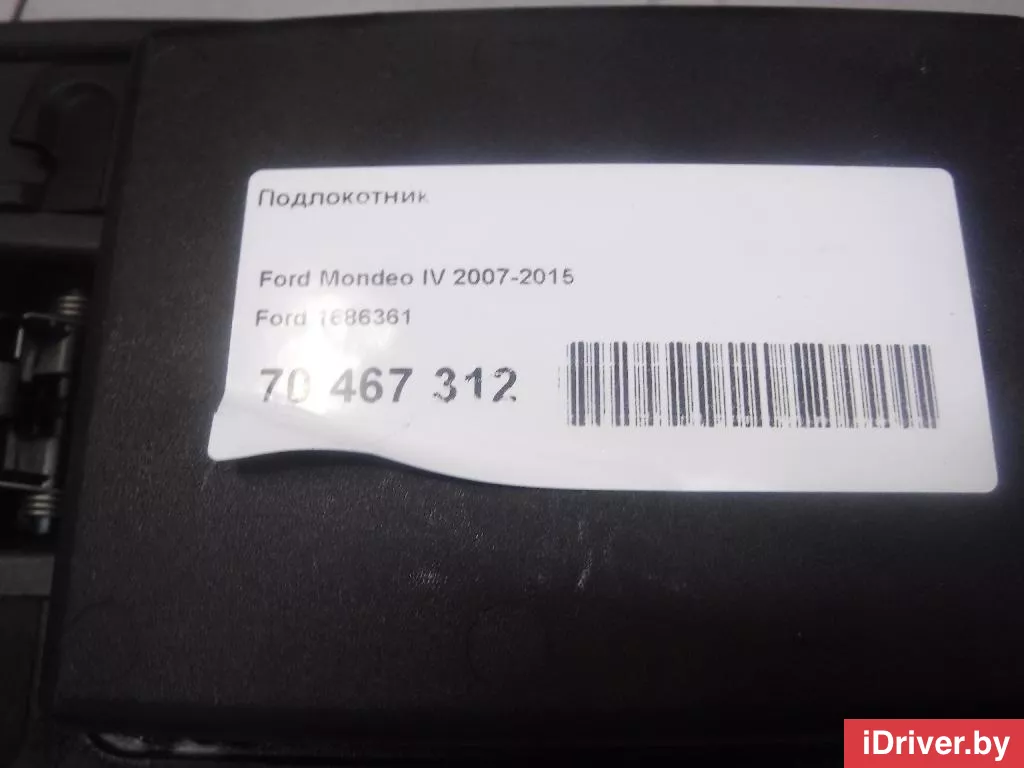 Подлокотник
Ford Mondeo IV 2007-2015
Ford 1686361
70 467 312
iDriver.by